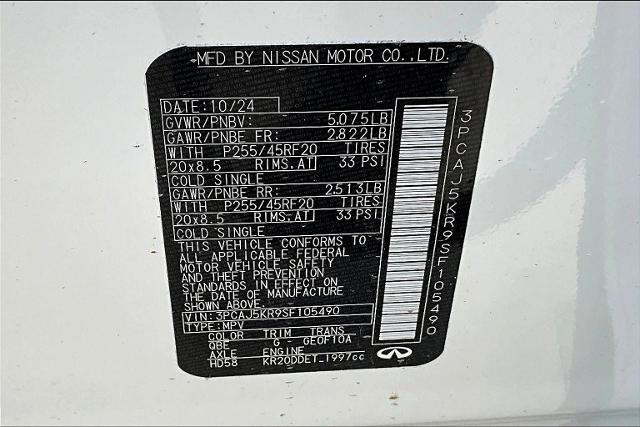 MFD BY NISSAN MOTOR CO.,LTD.
DATE:10/24
GVWR/PNBV: 5,075LB
GAWR/PNBE FR: 2,822LB
WITH P255/45RF20 TIRES
20x8.5 RIMS,AT 33 PSI
COLD SINGLE
GAWR/PNBE RR: 2,513LB
WITH P255/45RF20 TIRES
20x8.5 RIMS,AT 33 PSI
COLD SINGLE
THIS VEHICLE CONFORMS TO
ALL APPLICABLE FEDERAL
MOTOR VEHICLE SAFETY
AND THEFT PREVENTION
STANDARDS IN EFFECT ON
THE DATE OF MANUFACTURE
SHOWN ABOVE.
VIN: 3PCAJ5KR9SF105490
TYPE:MPV
COLOR TRIM TRANS
QBE G - GE0F10A
AXLE ENGINE
HD58 KR20DDET 1997cc
3PCAJ5KR9SF105490